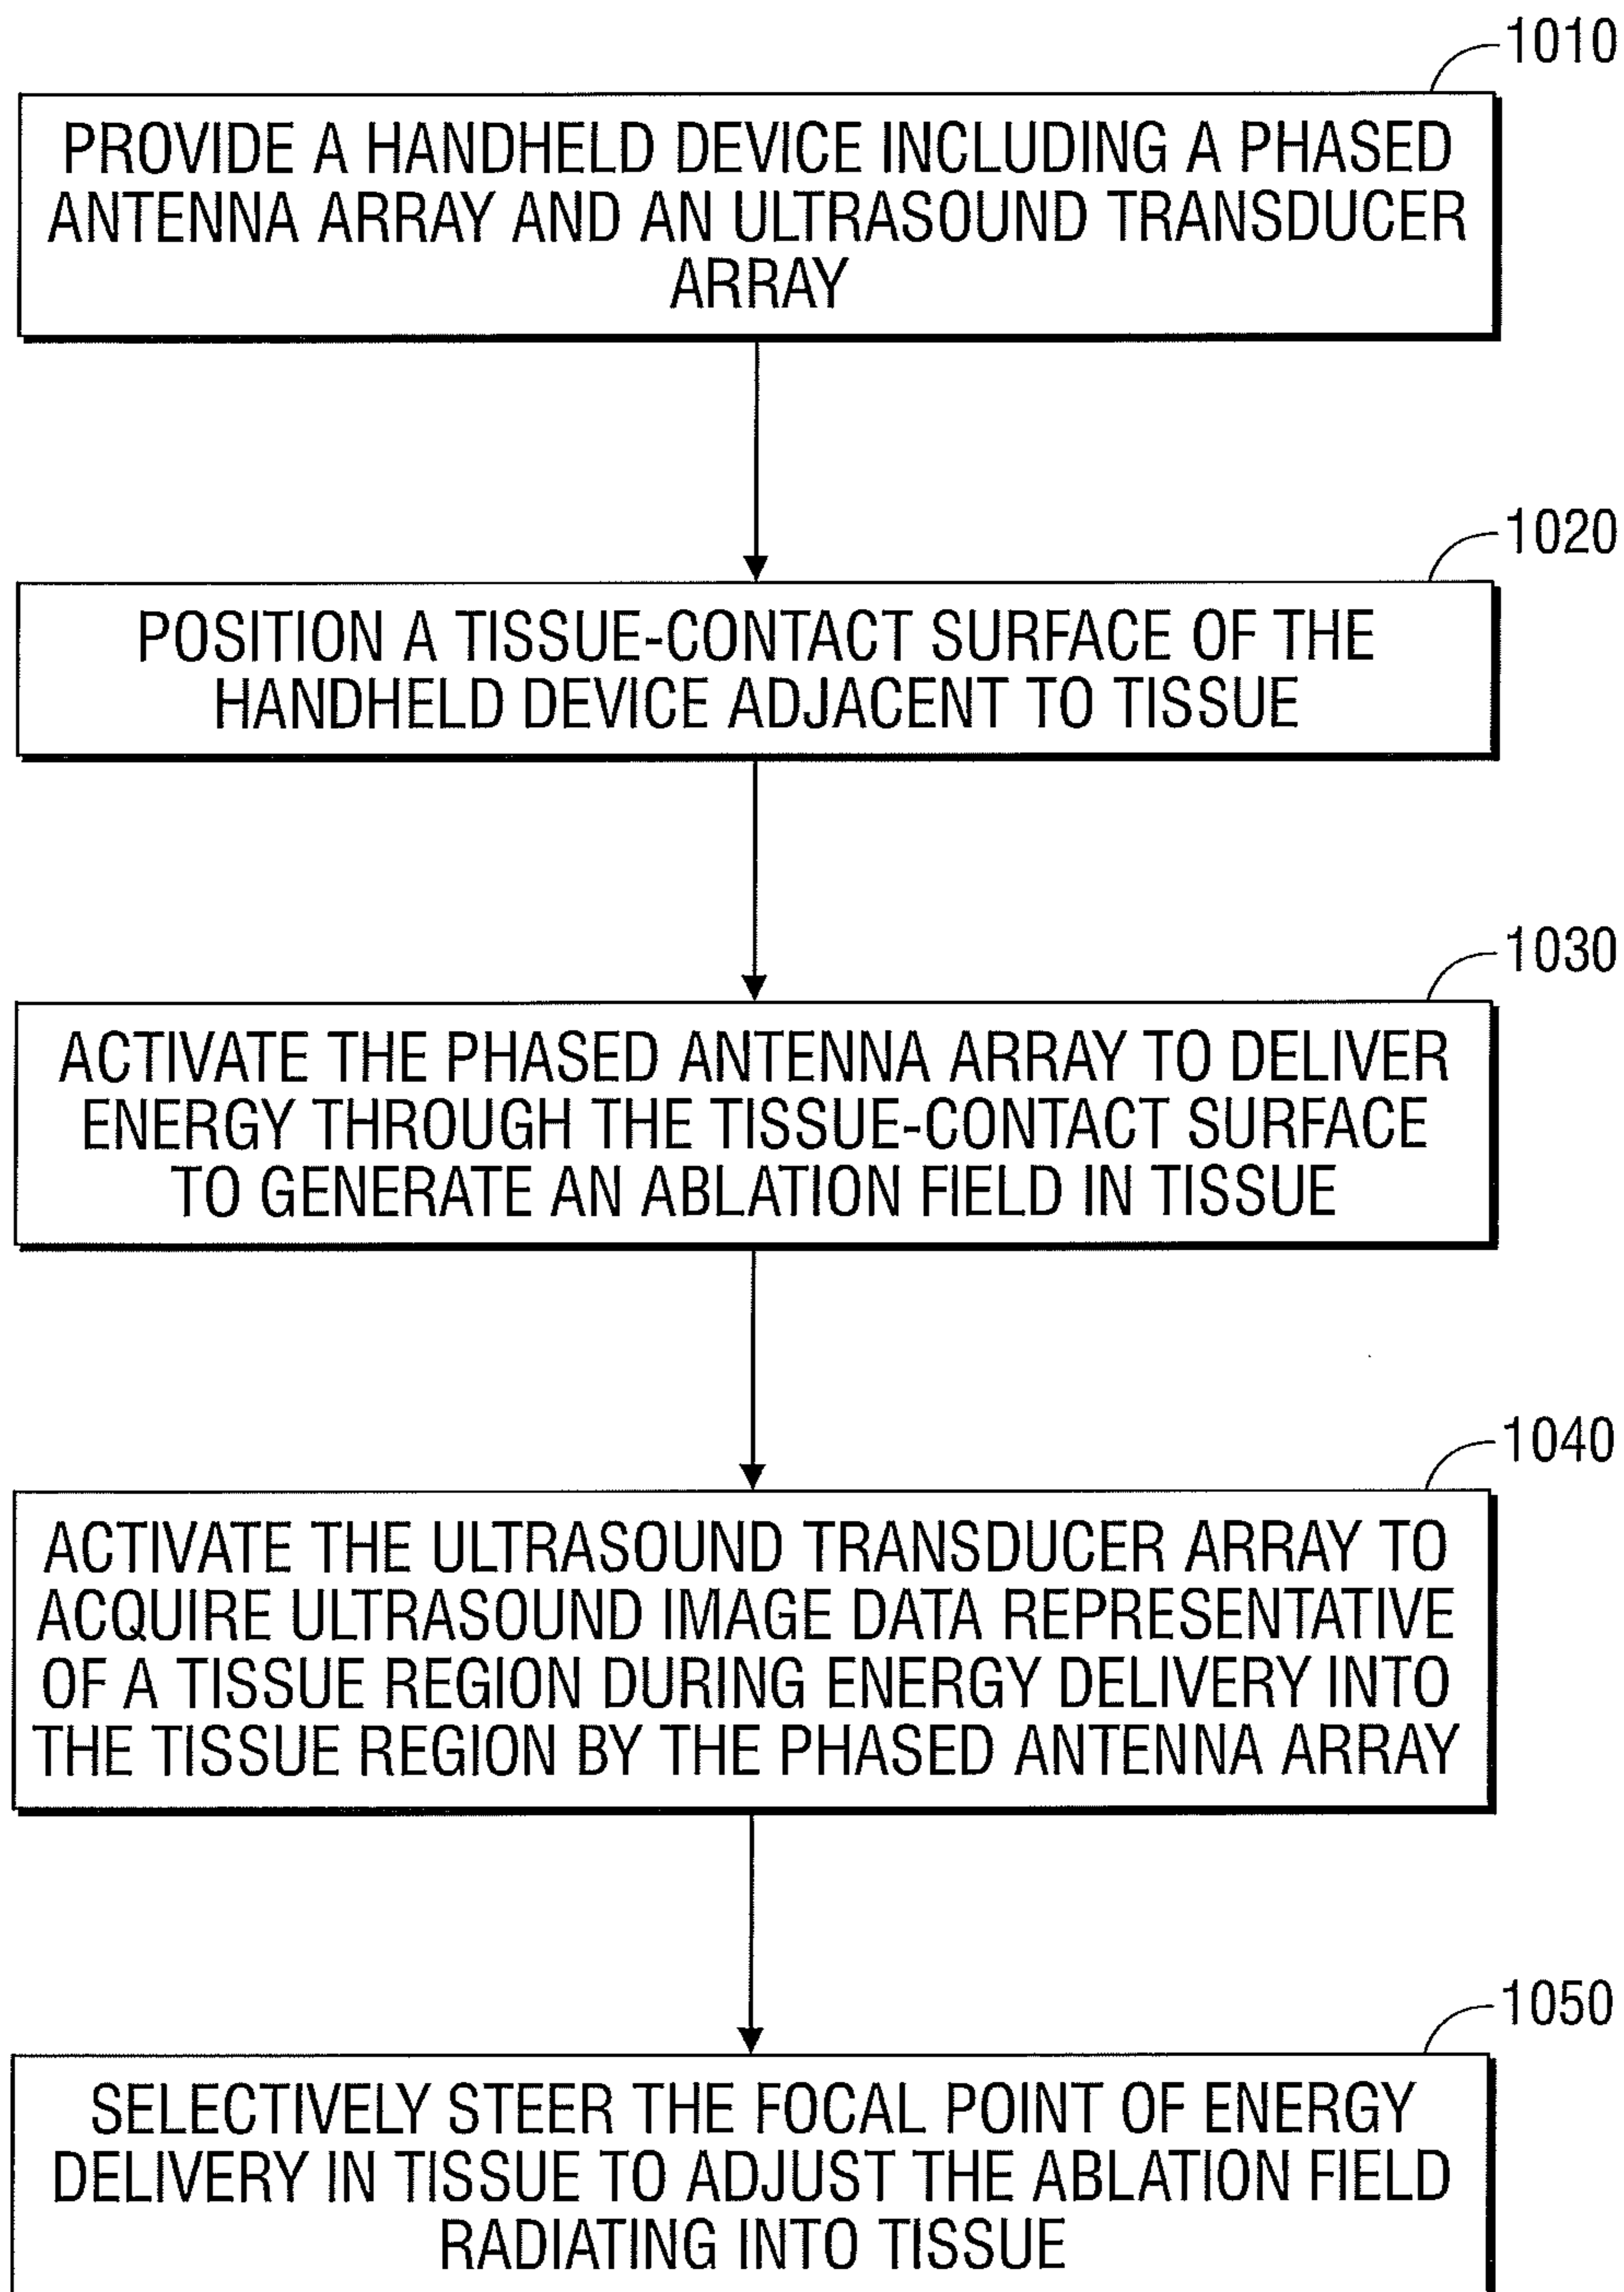 1010
PROVIDE A HANDHELD DEVICE INCLUDING A PHASED
ANTENNA ARRAY AND AN ULTRASOUND TRANSDUCER
ARRAY
1020
POSITION A TISSUE-CONTACT SURFACE OF THE
HANDHELD DEVICE ADJACENT TO TISSUE
1030
ACTIVATE THE PHASED ANTENNA ARRAY TO DELIVER
ENERGY THROUGH THE TISSUE-CONTACT SURFACE
TO GENERATE AN ABLATION FIELD IN TISSUE
1040
ACTIVATE THE ULTRASOUND TRANSDUCER ARRAY TO
ACQUIRE ULTRASOUND IMAGE DATA REPRESENTATIVE
OF A TISSUE REGION DURING ENERGY DELIVERY INTO
THE TISSUE REGION BY THE PHASED ANTENNA ARRAY
1050
SELECTIVELY STEER THE FOCAL POINT OF ENERGY
DELIVERY IN TISSUE TO ADJUST THE ABLATION FIELD
RADIATING INTO TISSUE